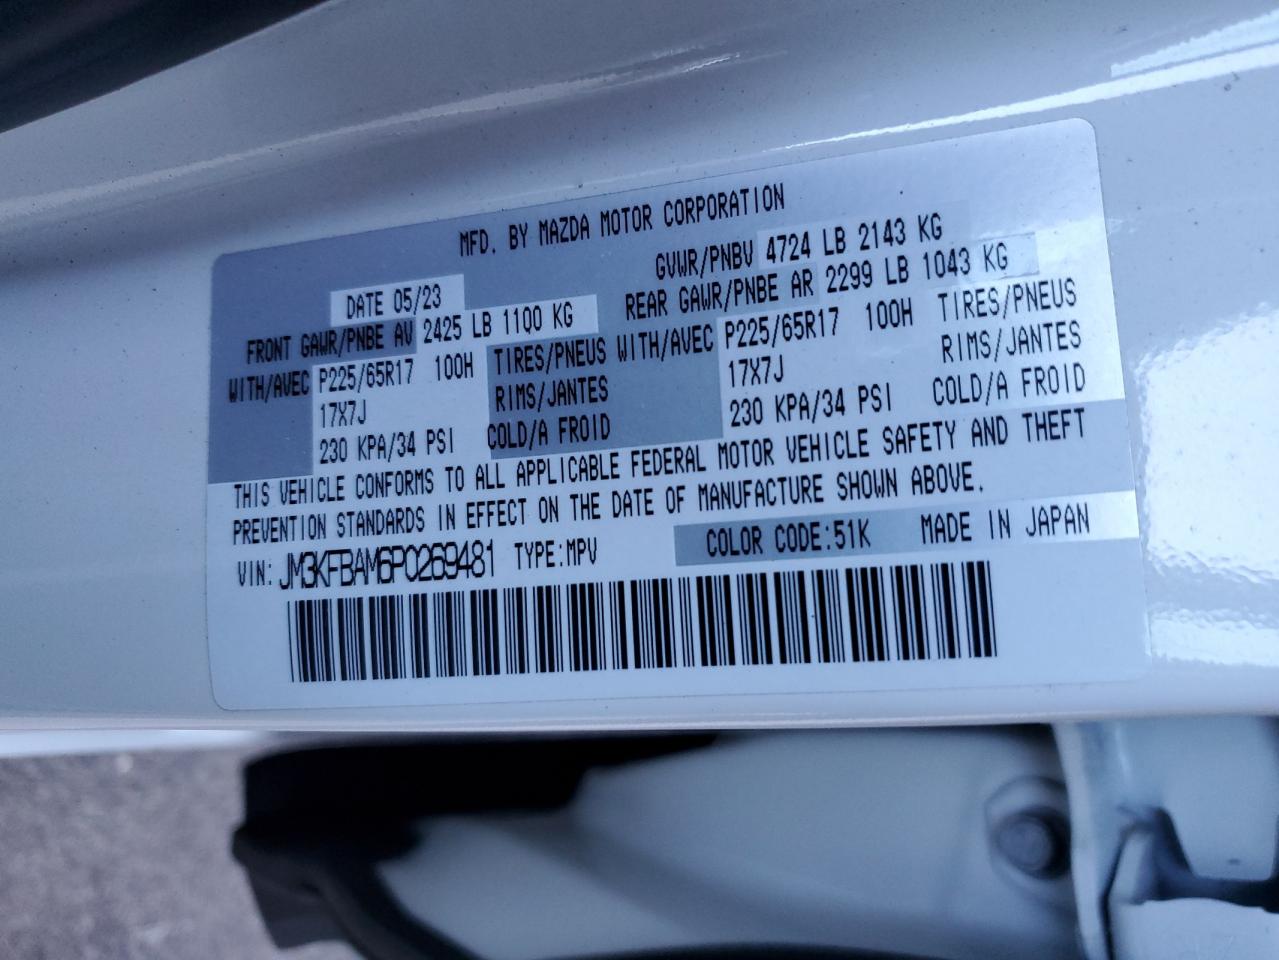 MFD. BY MAZDA MOTOR CORPORATION
DATE 05/23 GVWR/PNBV 4724 LB 2143 KG
FRONT GAWR/PNBE AV 2425 LB 1100 KG REAR GAWR/PNBE AR 2299 LB 1043 KG
WITH/AVEC P225/65R17 100H TIRES/PNEUS WITH/AVEC P225/65R17 100H TIRES/PNEUS
17X7J RIMS/JANTES 17X7J RIMS/JANTES
230 KPA/34 PSI COLD/A FROID 230 KPA/34 PSI COLD/A FROID
THIS VEHICLE CONFORMS TO ALL APPLICABLE FEDERAL MOTOR VEHICLE SAFETY AND THEFT
PREVENTION STANDARDS IN EFFECT ON THE DATE OF MANUFACTURE SHOWN ABOVE.
VIN: JM3KFBAM6P0269481 TYPE:MPV COLOR CODE:51K MADE IN JAPAN